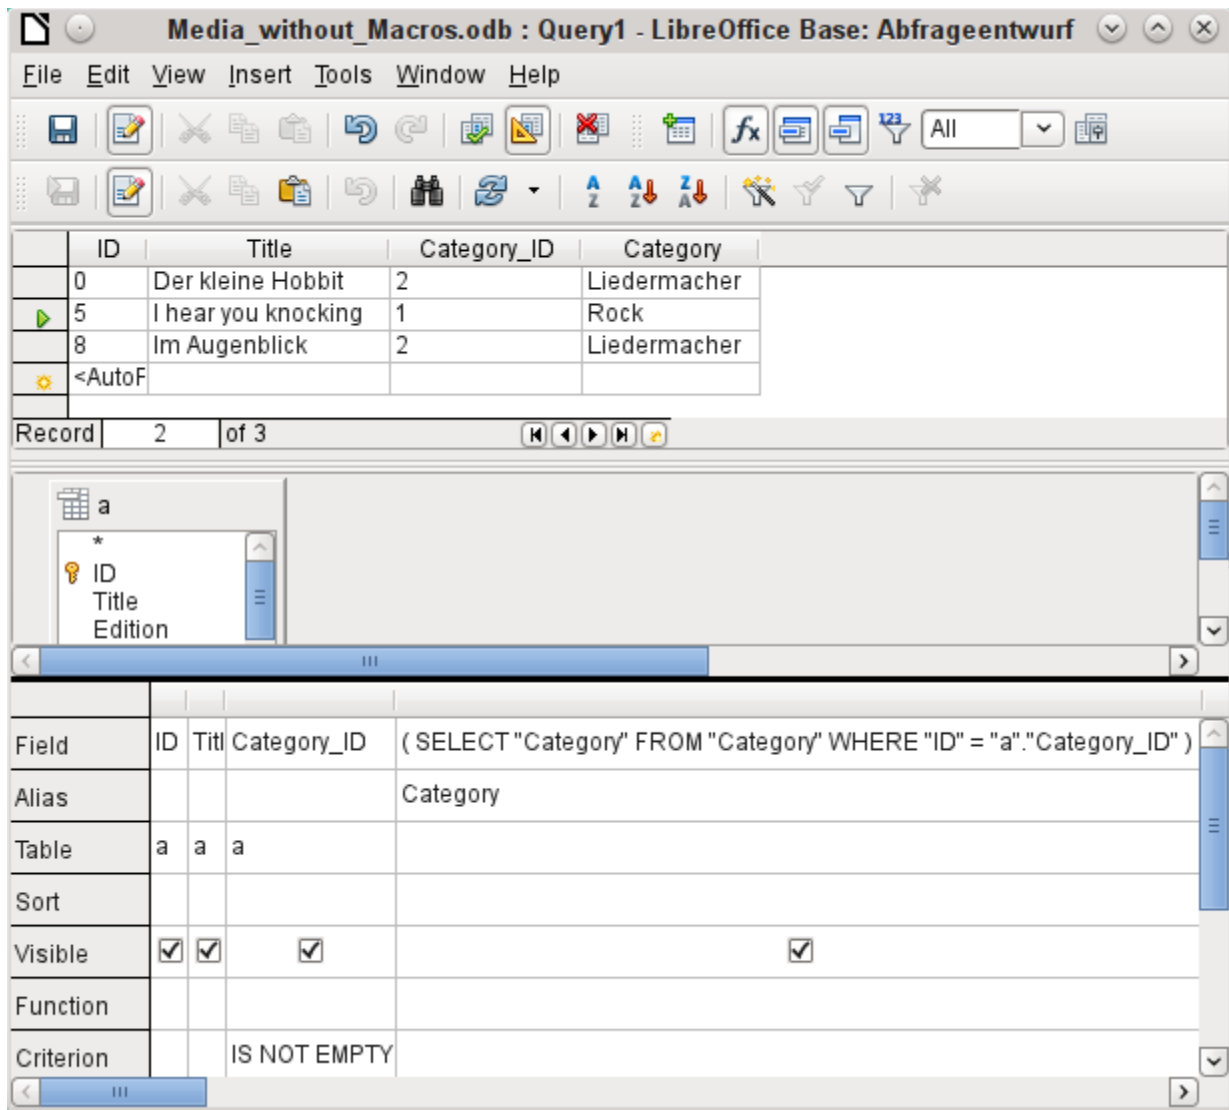 Media_without_Macros.odb : Query1 - LibreOffice Base: Abfrageentwurf
File Edit View Insert Tools Window Help
All
ID Title Category_ID Category
0 Der kleine Hobbit 2 Liedermacher
5 I hear you knocking 1 Rock
8 Im Augenblick 2 Liedermacher
<AutoF
Record 2 of 3
a
*
ID
Title
Edition
Field ID Titl Category_ID ( SELECT "Category" FROM "Category" WHERE "ID" = "a"."Category_ID" )
Alias Category
Table a a a
Sort
Visible
Function
Criterion IS NOT EMPTY